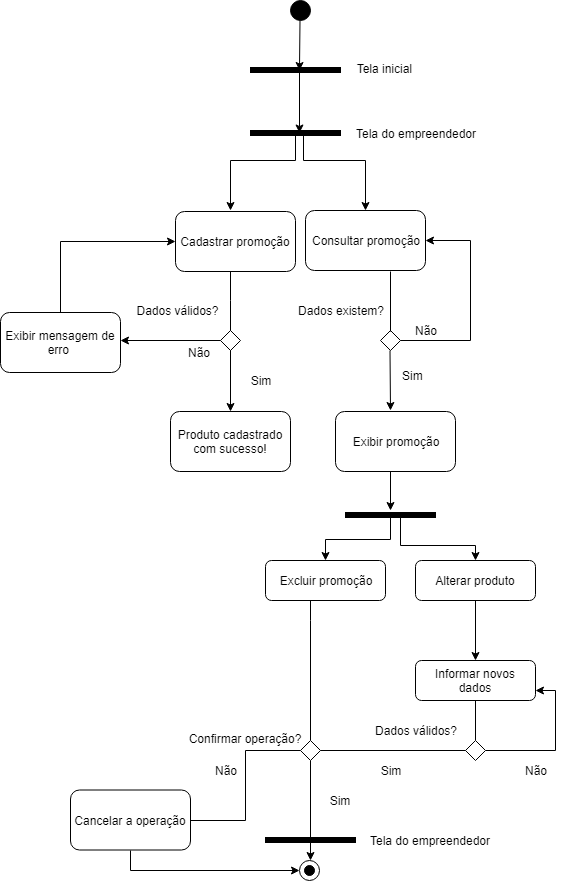 Tela inicial
Tela do empreendedor
Cadastrar promoção
Consultar promoção
Dados válidos?
Dados existem?
Exibir mensagem de
erro
Não
Não
Sim
Sim
Produto cadastrado
com sucesso!
Exibir promoção
Excluir promoção
Alterar produto
Informar novos
dados
Confirmar operação?
Dados válidos?
Não
Sim
Não
Sim
Cancelar a operação
Tela do empreendedor